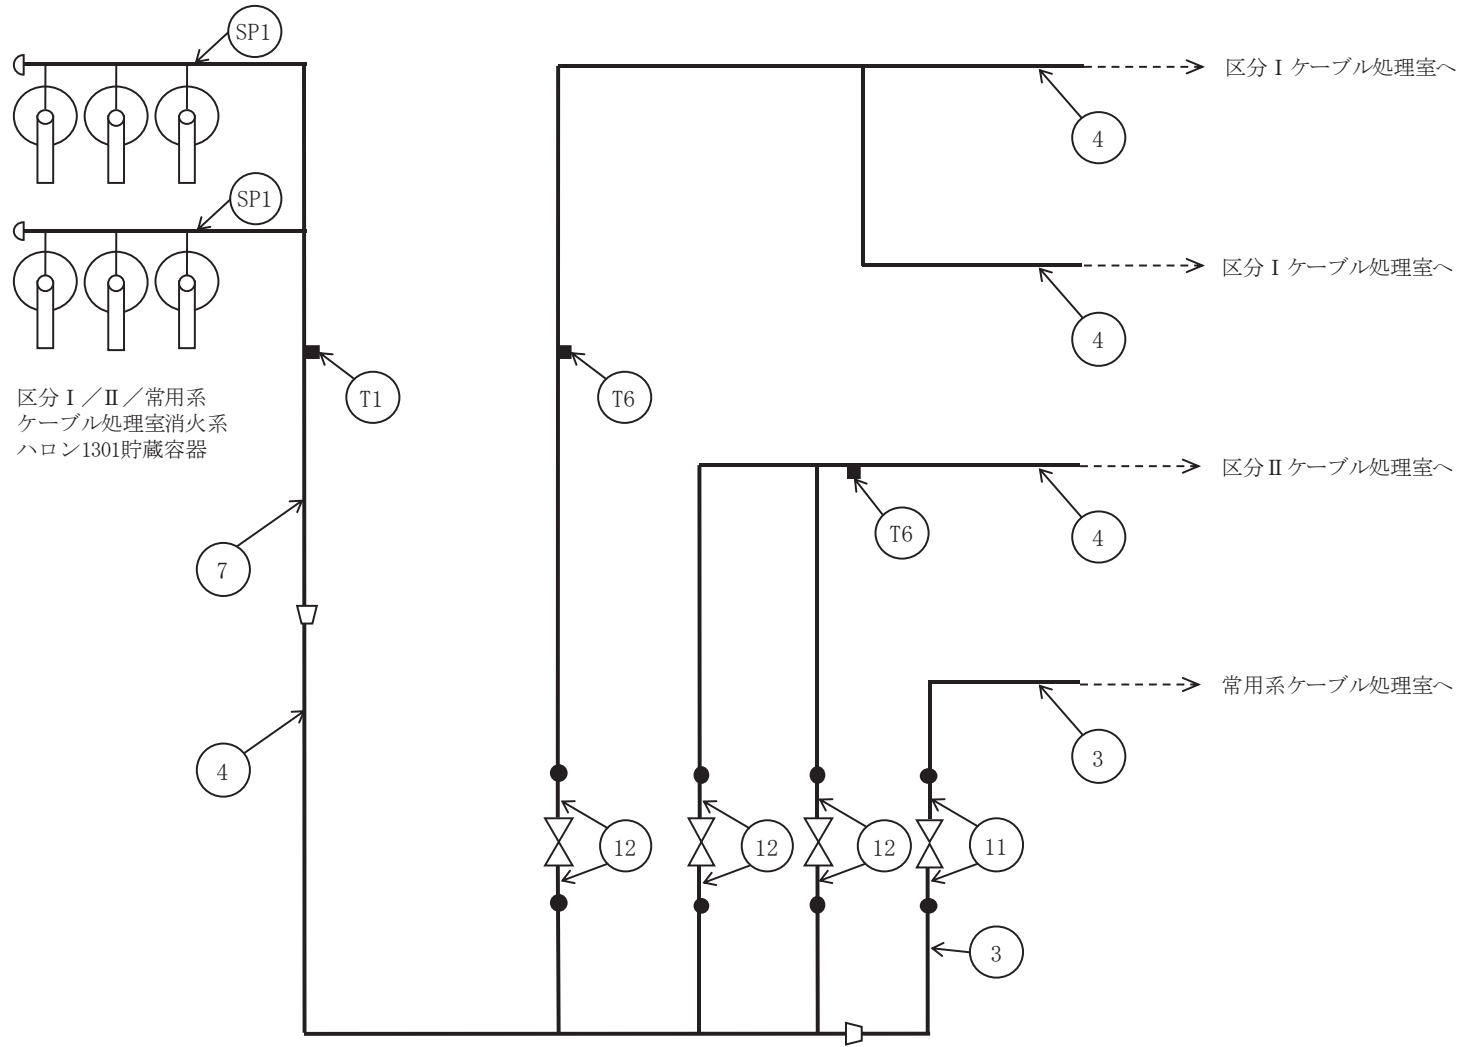 SP1
区分Ⅰケーブル処理室へ
4
SP1
区分Ⅰケーブル処理室へ
4
T1
T6
区分Ⅰ／Ⅱ／常用系
ケーブル処理室消火系
ハロン1301貯蔵容器
区分Ⅱケーブル処理室へ
T6
4
7
常用系ケーブル処理室へ
3
4
12
12
12
11
3